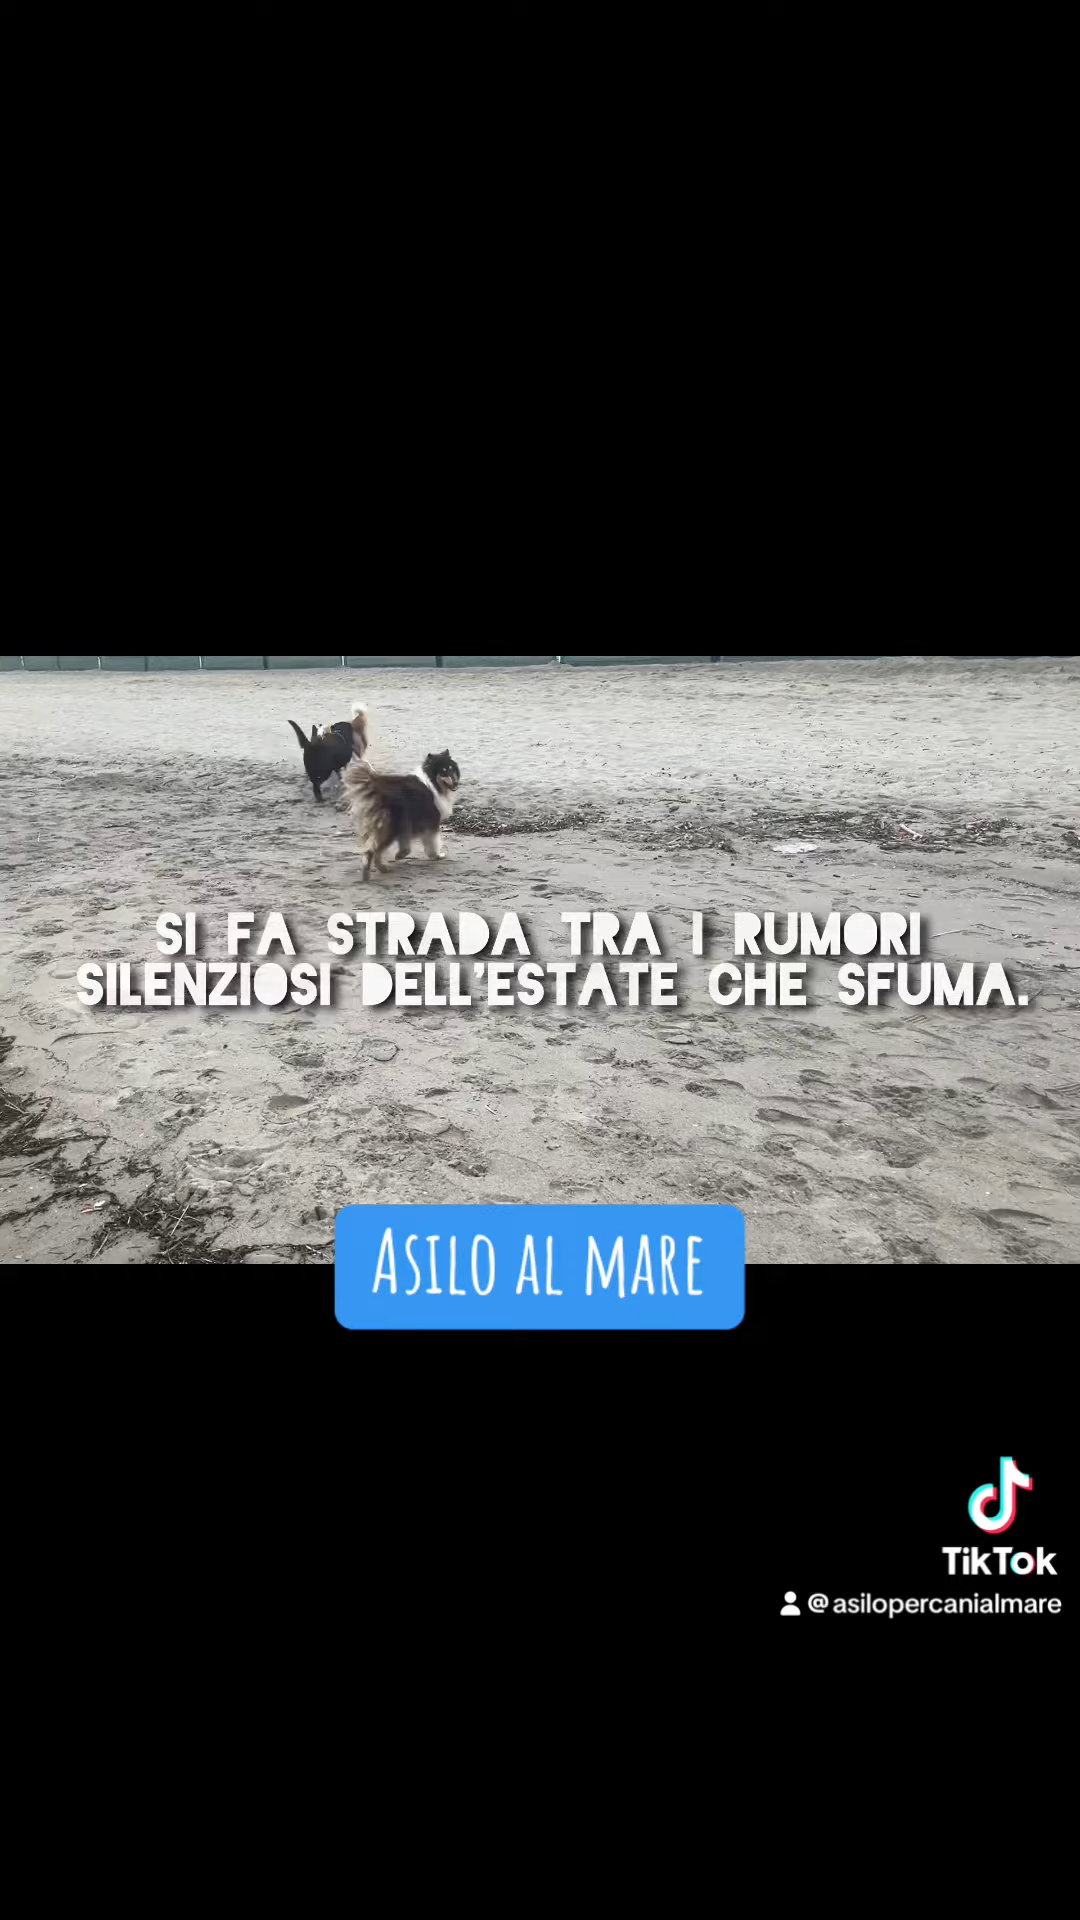 SI FA STRADA TRA I RUMORI
SILENZIOSI DELL'ESTATE CHE SFUMA.
ASILO AL MARE
TikTok
@asilopercanialmare